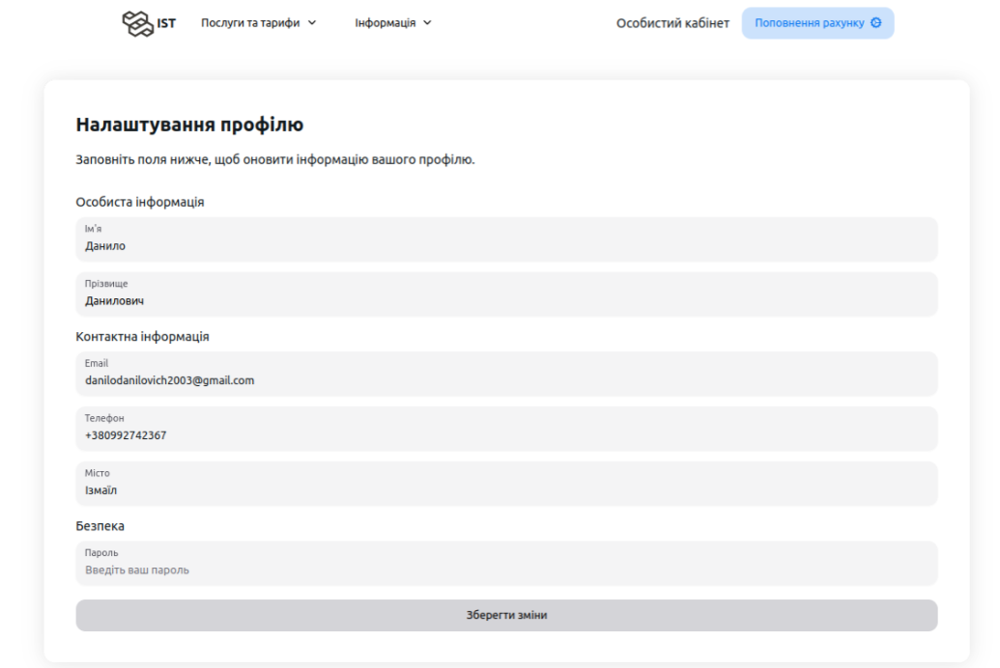 IST Послуги та тарифи Інформація Особистий кабінет Поповнення рахунку
Налаштування профілю
Заповніть поля нижче, щоб оновити інформацію вашого профілю.
Особиста інформація
Ім'я
Данило
Прізвище
Данилович
Контактна інформація
Email
danilodanilovich2003@gmail.com
Телефон
+380992742367
Місто
Ізмаїл
Безпека
Пароль
Введіть ваш пароль
Зберегти зміни